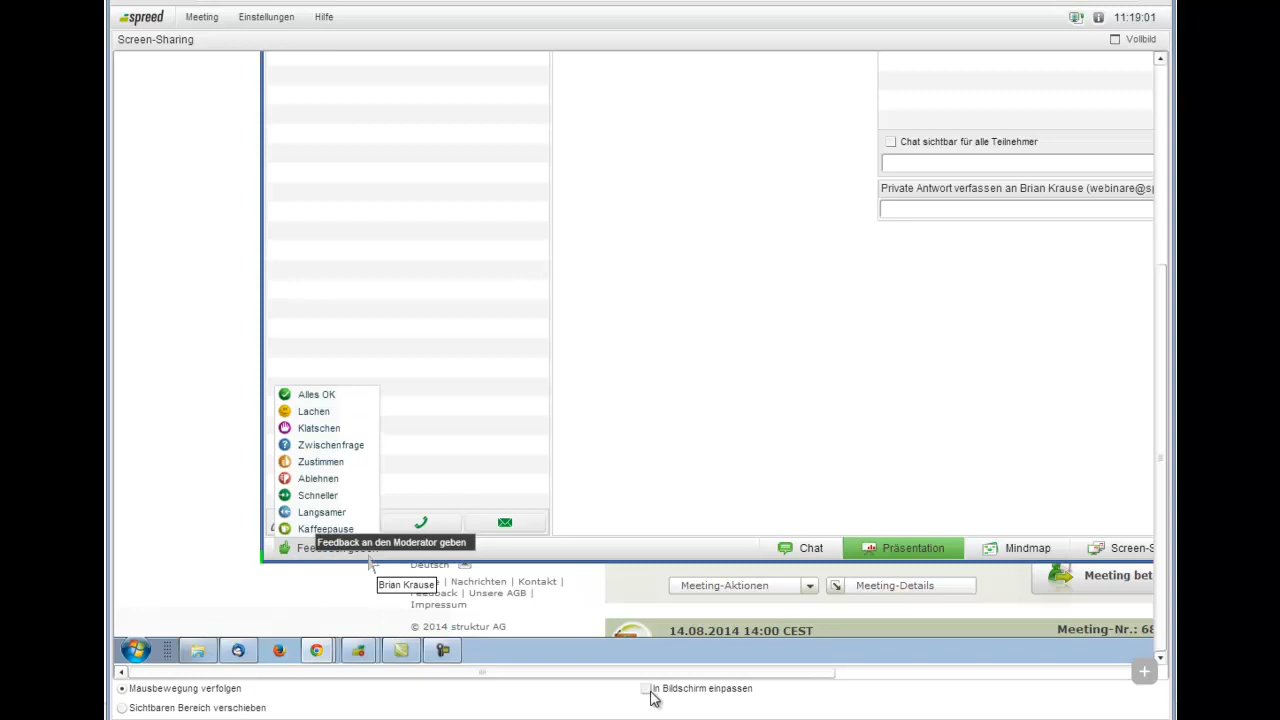 spreed Meeting Einstellungen Hilfe 11:19:01
Screen-Sharing Vollbild
Chat sichtbar für alle Teilnehmer
Private Antwort verfassen an Brian Krause (webinare@sp
Alles OK
Lachen
Klatschen
Zwischenfrage
Zustimmen
Ablehnen
Schneller
Langsamer
Kaffeepause
Feedback an den Moderator geben
Chat Präsentation Mindmap Screen-S
Deutsch
Brian Krause
| Nachrichten | Kontakt |
Feedback | Unsere AGB |
Impressum
© 2014 struktur AG
Meeting-Aktionen Meeting-Details Meeting bet
14.08.2014 14:00 CEST Meeting-Nr.: 68
Mausbewegung verfolgen In Bildschirm einpassen
Sichtbaren Bereich verschieben